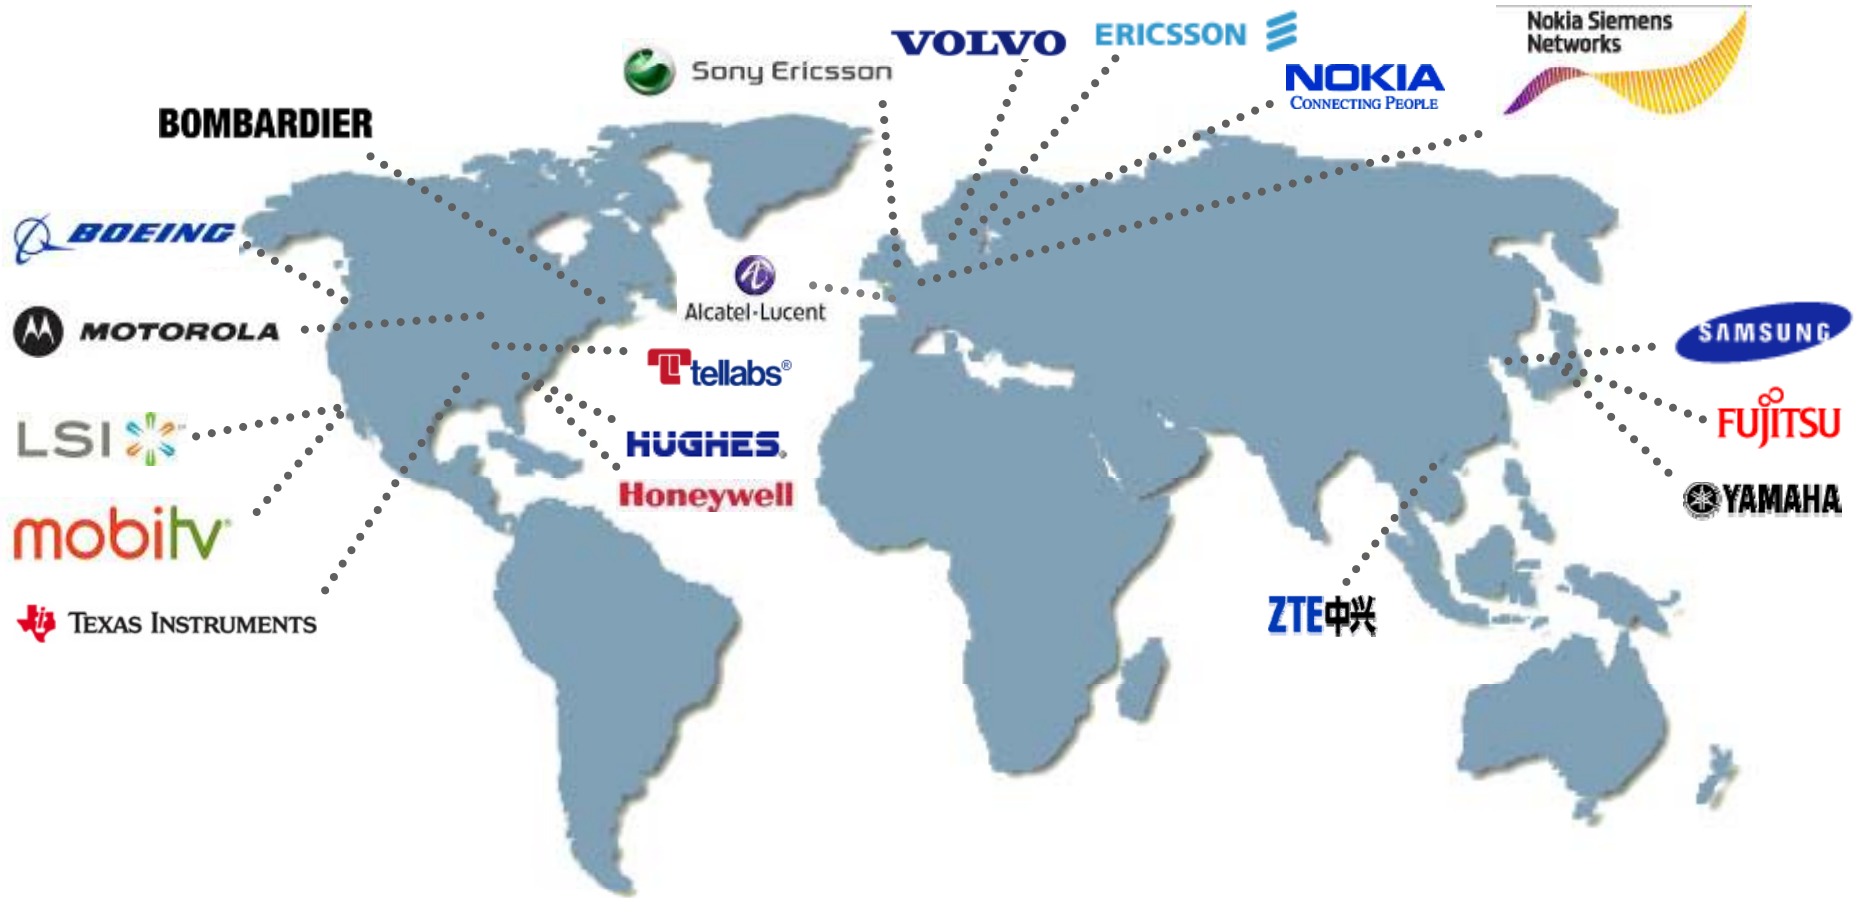 VOLVO
ERICSSON
Nokia Siemens
Networks
Sony Ericsson
NOKIA
CONNECTING PEOPLE
BOMBARDIER
BOEING
Alcatel·Lucent
MOTOROLA
SAMSUNG
tellabs®
FUJITSU
LSI
HUGHES®
Honeywell
YAMAHA
mobitv
ZTE中兴
TEXAS INSTRUMENTS